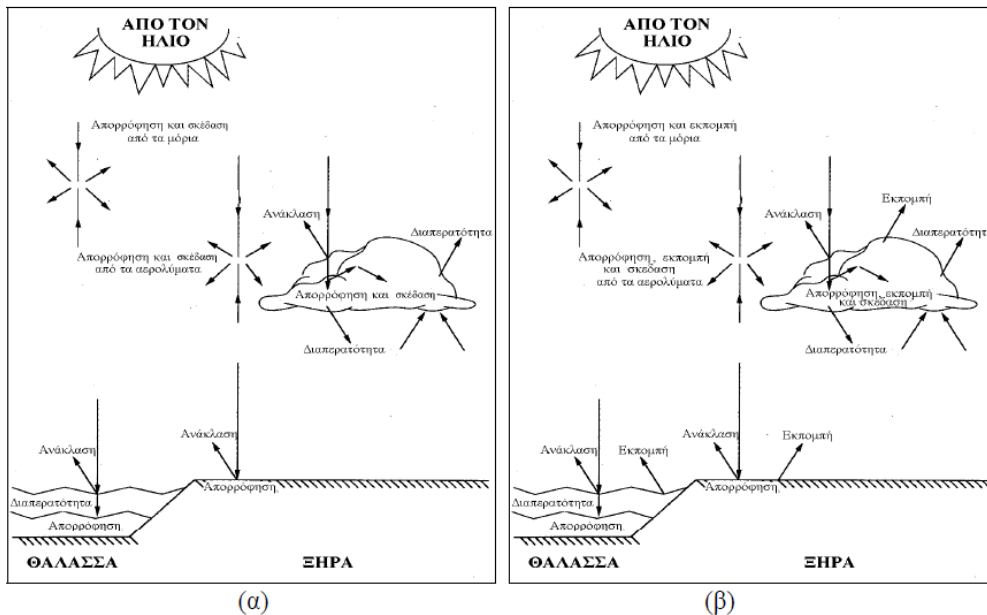 ΑΠΟ ΤΟΝ
ΗΛΙΟ
Απορρόφηση και σκέδαση
από τα μόρια
Ανάκλαση
Διαπερατότητα
Απορρόφηση και σκέδαση
από τα αερολύματα
Απορρόφηση και σκέδαση
Διαπερατότητα
Ανάκλαση
Ανάκλαση
Απορρόφηση
Διαπερατότητα
Απορρόφηση
ΘΑΛΑΣΣΑ
ΞΗΡΑ
(α)
ΑΠΟ ΤΟΝ
ΗΛΙΟ
Απορρόφηση και εκπομπή
από τα μόρια
Ανάκλαση
Εκπομπή
Διαπερατότητα
Απορρόφηση, εκπομπή
και σκέδαση
από τα αερολύματα
Απορρόφηση, εκπομπή
και σκέδαση
Διαπερατότητα
Ανάκλαση
Εκπομπή
Ανάκλαση
Εκπομπή
Απορρόφηση
Διαπερατότητα
Απορρόφηση
ΘΑΛΑΣΣΑ
ΞΗΡΑ
(β)